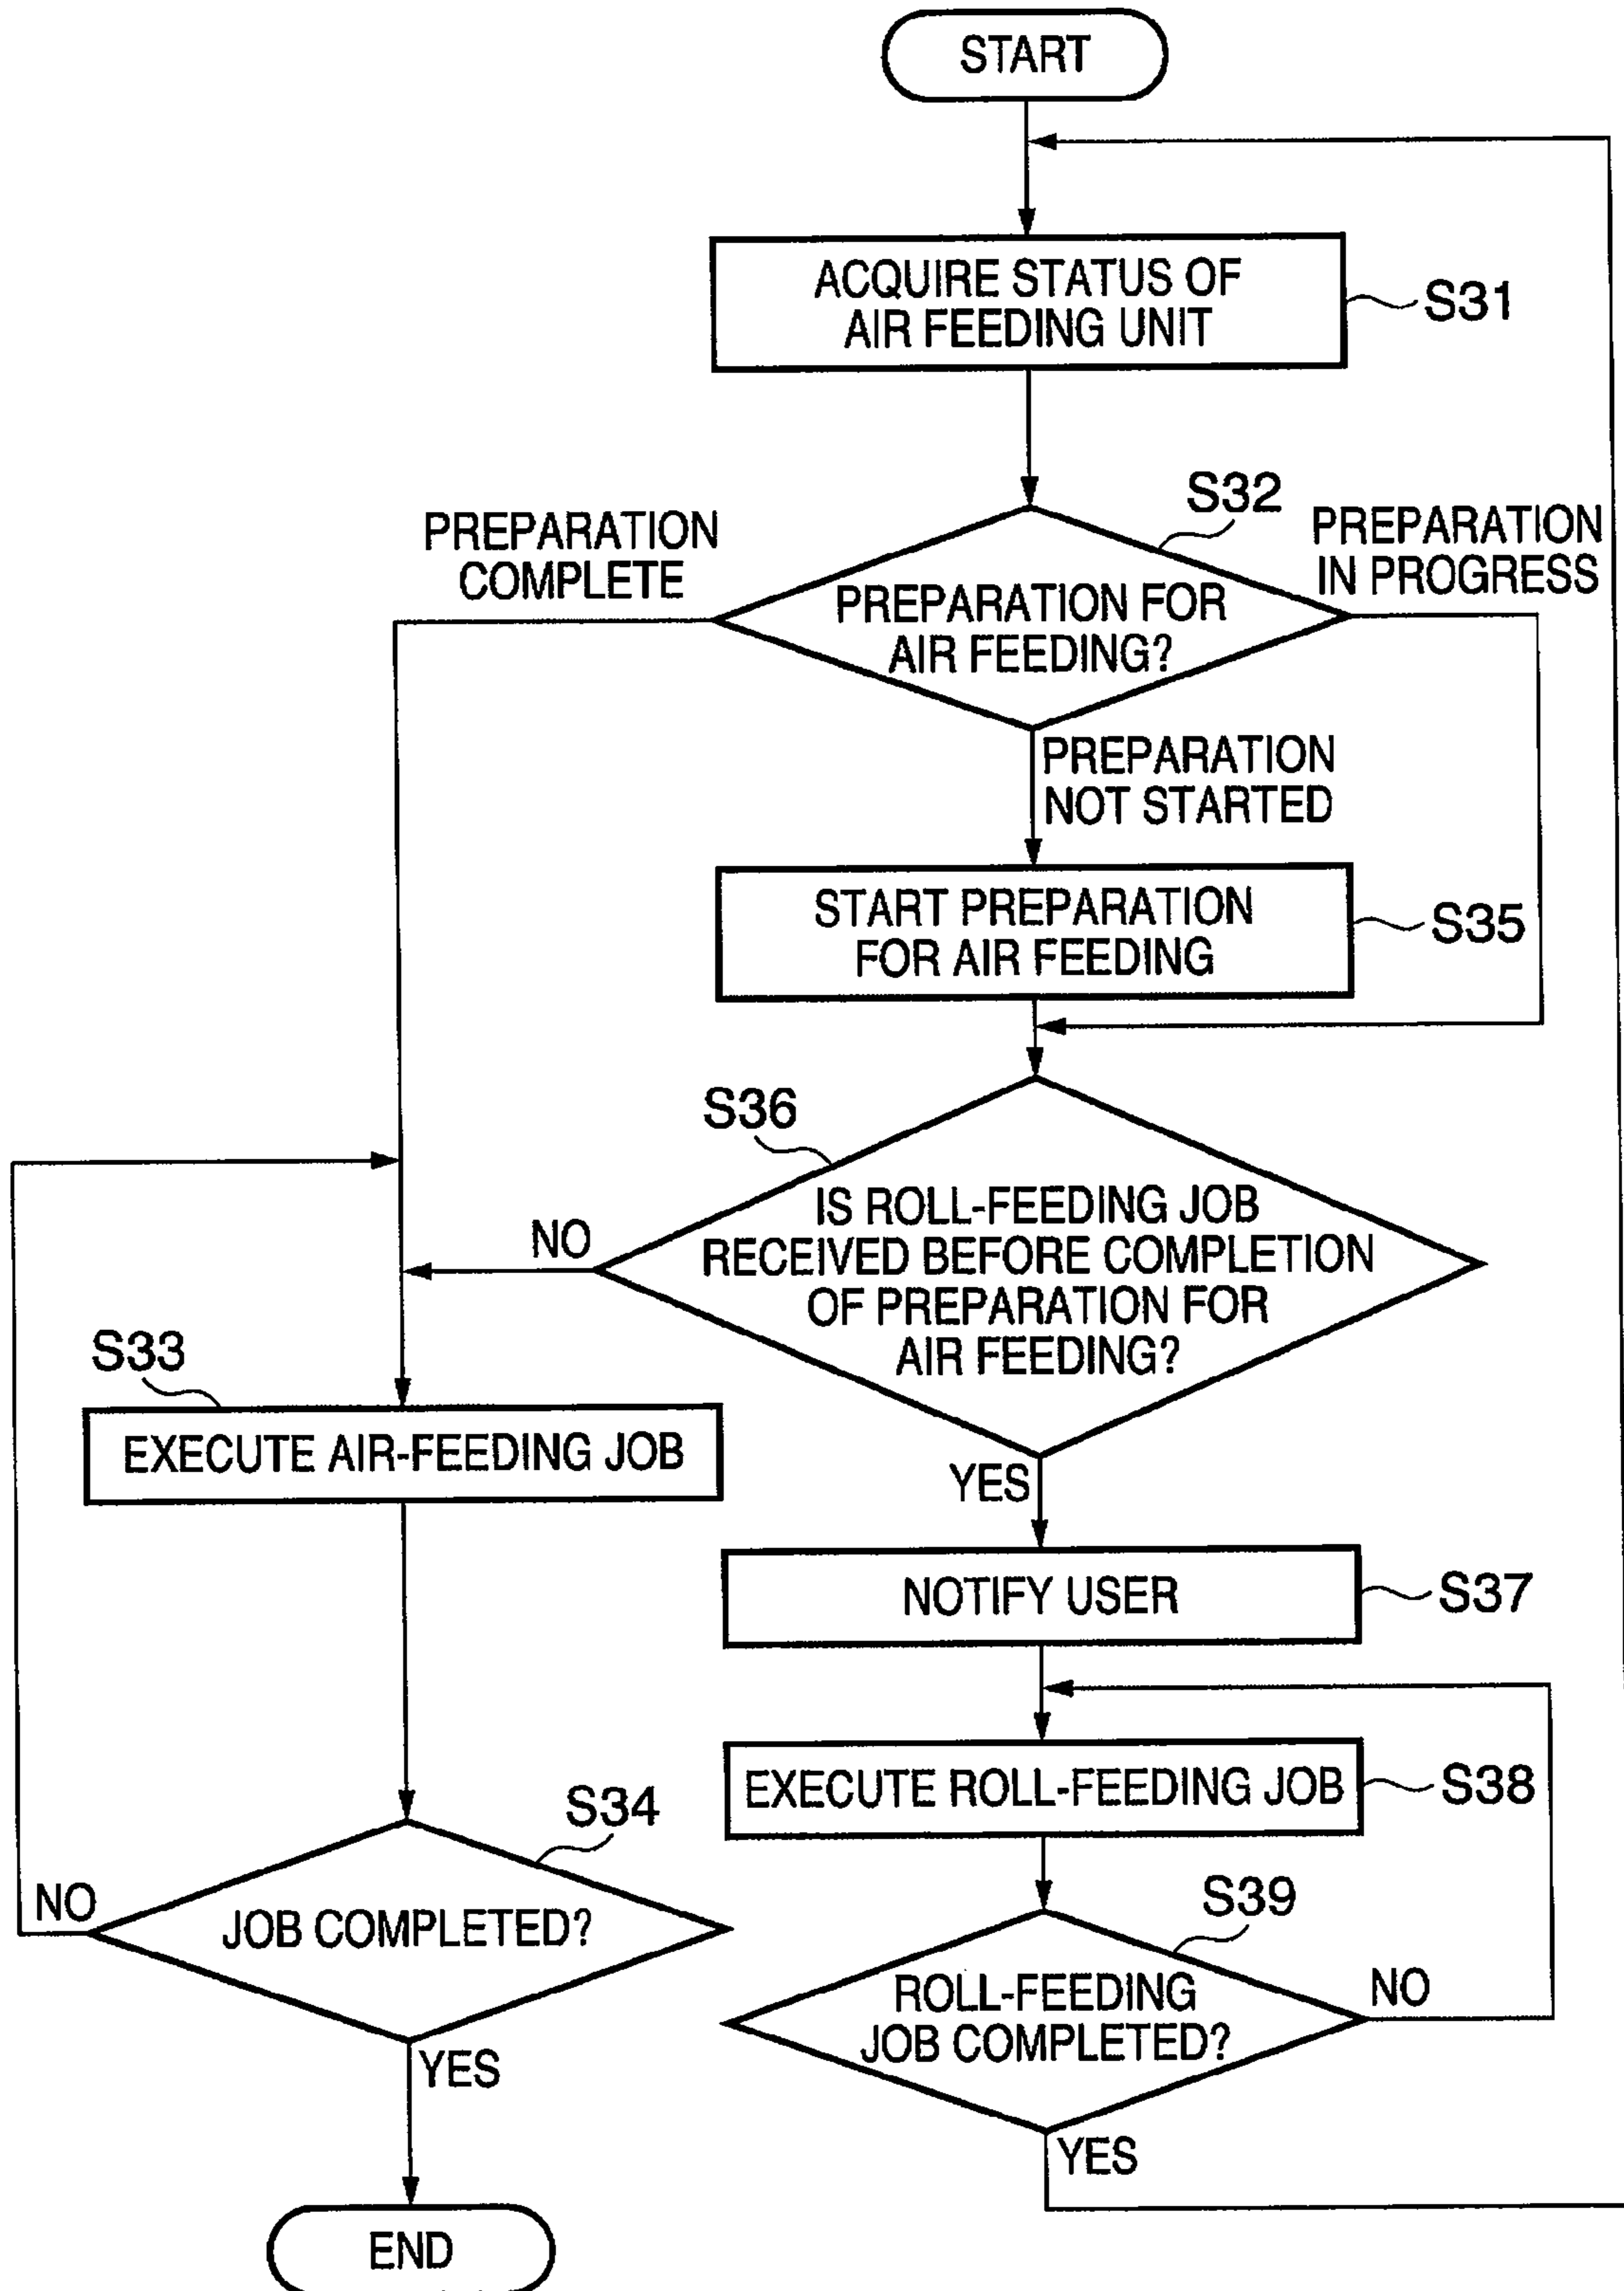 START
ACQUIRE STATUS OF
AIR FEEDING UNIT
S31
S32
PREPARATION
COMPLETE
PREPARATION
IN PROGRESS
PREPARATION FOR
AIR FEEDING?
PREPARATION
NOT STARTED
START PREPARATION
FOR AIR FEEDING
S35
S36
IS ROLL-FEEDING JOB
RECEIVED BEFORE COMPLETION
OF PREPARATION FOR
AIR FEEDING?
NO
S33
EXECUTE AIR-FEEDING JOB
YES
NOTIFY USER
S37
EXECUTE ROLL-FEEDING JOB
S38
S34
JOB COMPLETED?
NO
YES
S39
ROLL-FEEDING
JOB COMPLETED?
NO
YES
END